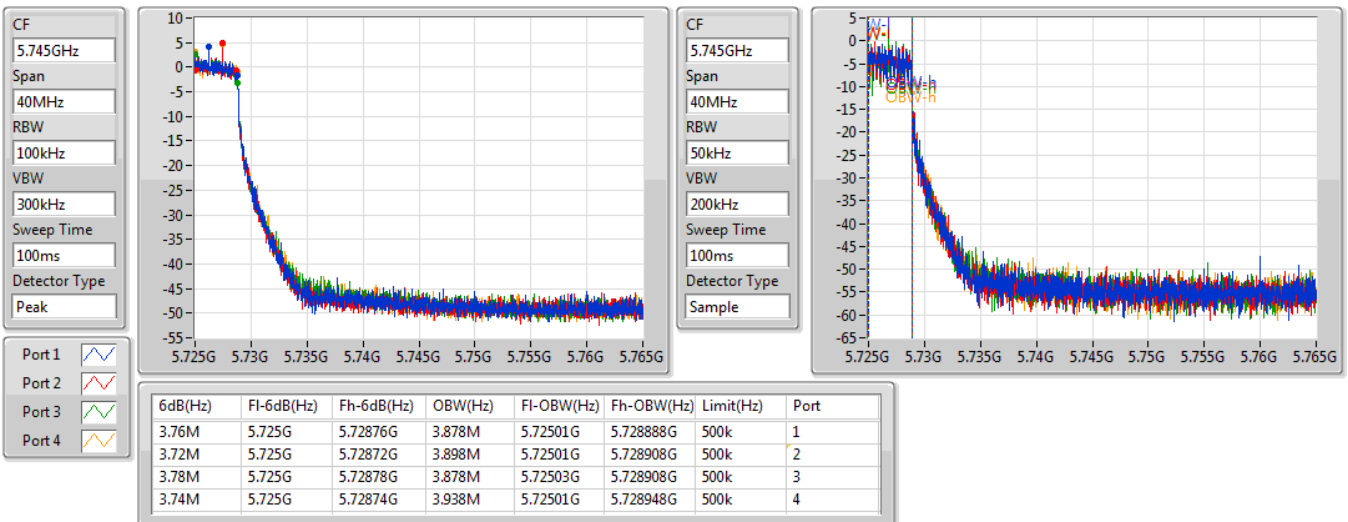 CF
5.745GHz
Span
40MHz
RBW
100kHz
VBW
300kHz
Sweep Time
100ms
Detector Type
Peak
10
5
0
-5
-10
-15
-20
-25
-30
-35
-40
-45
-50
-55
5.725G 5.73G 5.735G 5.74G 5.745G 5.75G 5.755G 5.76G 5.765G
CF
5.745GHz
Span
40MHz
RBW
50kHz
VBW
200kHz
Sweep Time
100ms
Detector Type
Sample
5
0
-5
-10
-15
-20
-25
-30
-35
-40
-45
-50
-55
-60
-65
OBW-h
5.725G 5.73G 5.735G 5.74G 5.745G 5.75G 5.755G 5.76G 5.765G
Port 1
Port 2
Port 3
Port 4
6dB(Hz) Fl-6dB(Hz) Fh-6dB(Hz) OBW(Hz) Fl-OBW(Hz) Fh-OBW(Hz) Limit(Hz) Port
3.76M 5.725G 5.72876G 3.878M 5.72501G 5.728888G 500k 1
3.72M 5.725G 5.72872G 3.898M 5.72501G 5.728908G 500k 2
3.78M 5.725G 5.72878G 3.878M 5.72503G 5.728908G 500k 3
3.74M 5.725G 5.72874G 3.938M 5.72501G 5.728948G 500k 4